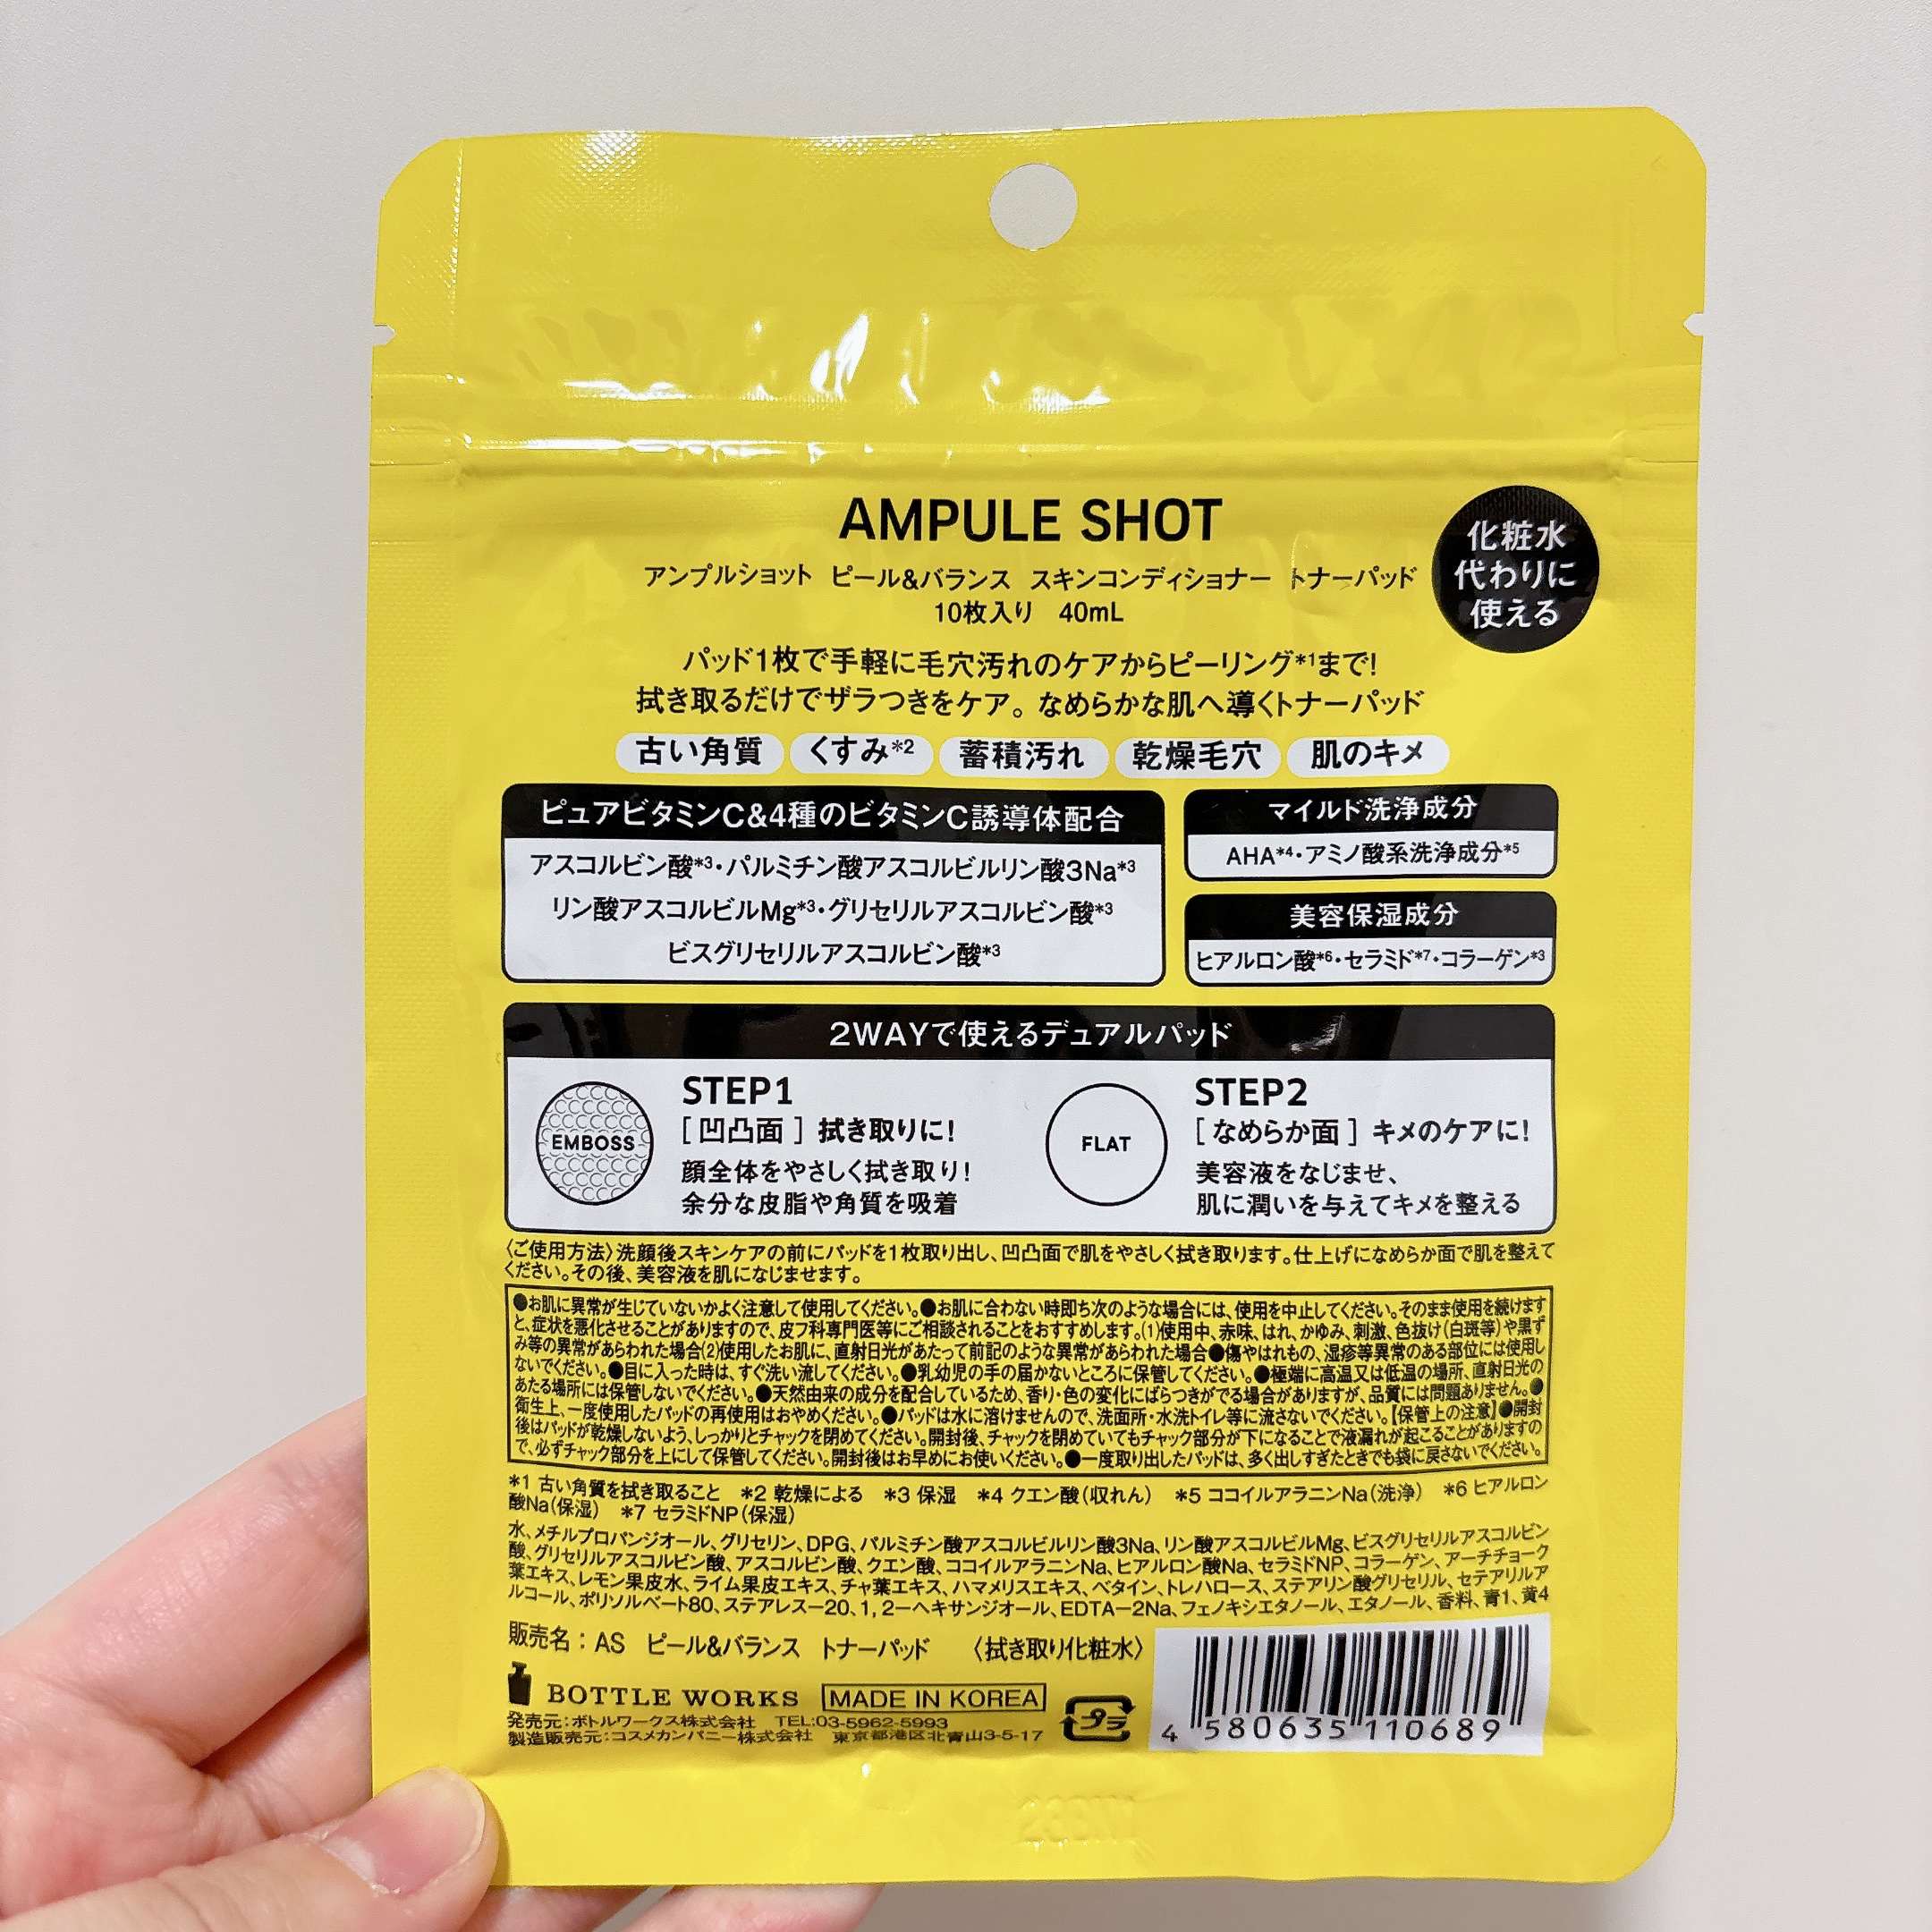 AMPULE SHOT
アンプルショット ピール&バランス スキンコンディショナー トナーパッド
10枚入り 40mL
化粧水
代わりに
使える
パッド1枚で手軽に毛穴汚れのケアからピーリング*1まで!
拭き取るだけでザラつきをケア。なめらかな肌へ導くトナーパッド
古い角質 くすみ*2 蓄積汚れ 乾燥毛穴 肌のキメ
ピュアビタミンC&4種のビタミンC誘導体配合
アスコルビン酸*3・パルミチン酸アスコルビルリン酸3Na*3
リン酸アスコルビルMg*3・グリセリルアスコルビン酸*3
ビスグリセリルアスコルビン酸*3
マイルド洗浄成分
AHA*4・アミノ酸系洗浄成分*5
美容保湿成分
ヒアルロン酸*6・セラミド*7・コラーゲン*3
2WAYで使えるデュアルパッド
EMBOSS
STEP1
[凹凸面] 拭き取りに!
顔全体をやさしく拭き取り!
余分な皮脂や角質を吸着
FLAT
STEP2
[なめらか面] キメのケアに!
美容液をなじませ、
肌に潤いを与えてキメを整える
〈ご使用方法〉洗顔後スキンケアの前にパッドを1枚取り出し、凹凸面で肌をやさしく拭き取ります。仕上げになめらか面で肌を整えて
ください。その後、美容液を肌になじませます。
●お肌に異常が生じていないかよく注意して使用してください。●お肌に合わない時即ち次のような場合には、使用を中止してください。そのまま使用を続けます
と、症状を悪化させることがありますので、皮フ科専門医等にご相談されることをおすすめします。(1)使用中、赤味、はれ、かゆみ、刺激、色抜け(白斑等)や黒ず
み等の異常があらわれた場合(2)使用したお肌に、直射日光があたって前記のような異常があらわれた場合●傷やはれもの、湿疹等異常のある部位には使用し
ないでください。●目に入った時は、すぐ洗い流してください。●乳幼児の手の届かないところに保管してください。●極端に高温又は低温の場所、直射日光の
あたる場所には保管しないでください。●天然由来の成分を配合しているため、香り・色の変化にばらつきがでる場合がありますが、品質には問題ありません。●
衛生上、一度使用したパッドの再使用はおやめください。●パッドは水に溶けませんので、洗面所・水洗トイレ等に流さないでください。【保管上の注意】●開封
後はパッドが乾燥しないよう、しっかりとチャックを閉めてください。開封後、チャックを閉めていてもチャック部分が下になることで液漏れが起こることがありますの
で、必ずチャック部分を上にして保管してください。開封後はお早めにお使いください。●一度取り出したパッドは、多く出しすぎたときでも袋に戻さないでください。
*1 古い角質を拭き取ること *2 乾燥による *3 保湿 *4 クエン酸(収れん) *5 ココイルアラニンNa(洗浄) *6 ヒアルロン
酸Na(保湿) *7 セラミドNP(保湿)
水、メチルプロパンジオール、グリセリン、DPG、パルミチン酸アスコルビルリン酸3Na、リン酸アスコルビルMg、ビスグリセリルアスコルビン
酸、グリセリルアスコルビン酸、アスコルビン酸、クエン酸、ココイルアラニンNa、ヒアルロン酸Na、セラミドNP、コラーゲン、アーチチョーク
葉エキス、レモン果皮水、ライム果皮エキス、チャ葉エキス、ハマメリスエキス、ベタイン、トレハロース、ステアリン酸グリセリル、セテアリルア
ルコール、ポリソルベート80、ステアレス－20、1,2－ヘキサンジオール、EDTA－2Na、フェノキシエタノール、エタノール、香料、青1、黄4
販売名：AS ピール&バランス トナーパッド 〈拭き取り化粧水〉
BOTTLE WORKS MADE IN KOREA
発売元:ボトルワークス株式会社 TEL:03-5962-5993
製造販売元:コスメカンパニー株式会社 東京都港区北青山3-5-17
プラ
4 580635 110689